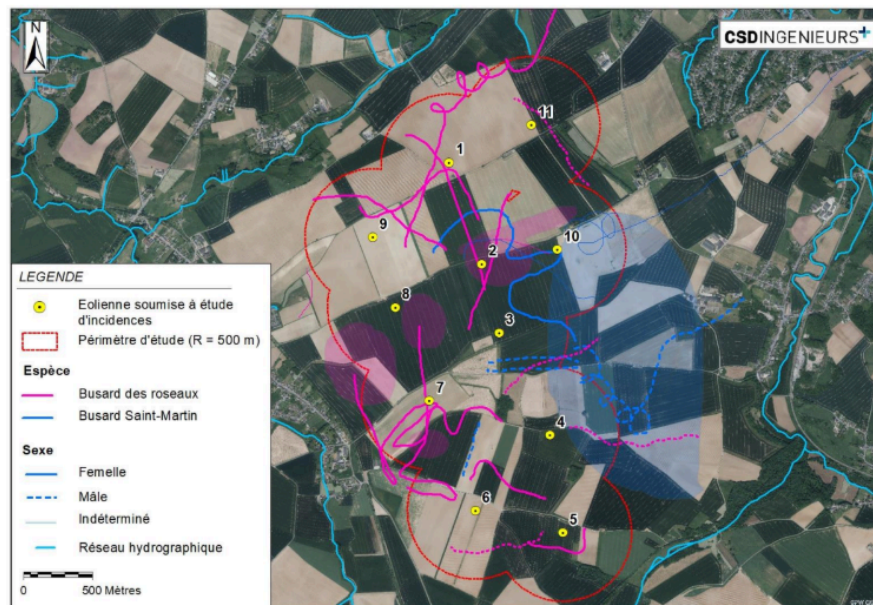 N
CSDINGENIEURS+
11
1
9
10
2
8
3
7
4
6
5
LEGENDE
Eolienne soumise à étude
d'incidences
Périmètre d'étude (R = 500 m)
Espèce
Busard des roseaux
Busard Saint-Martin
Sexe
Femelle
Mâle
Indéterminé
Réseau hydrographique
0 500 Mètres